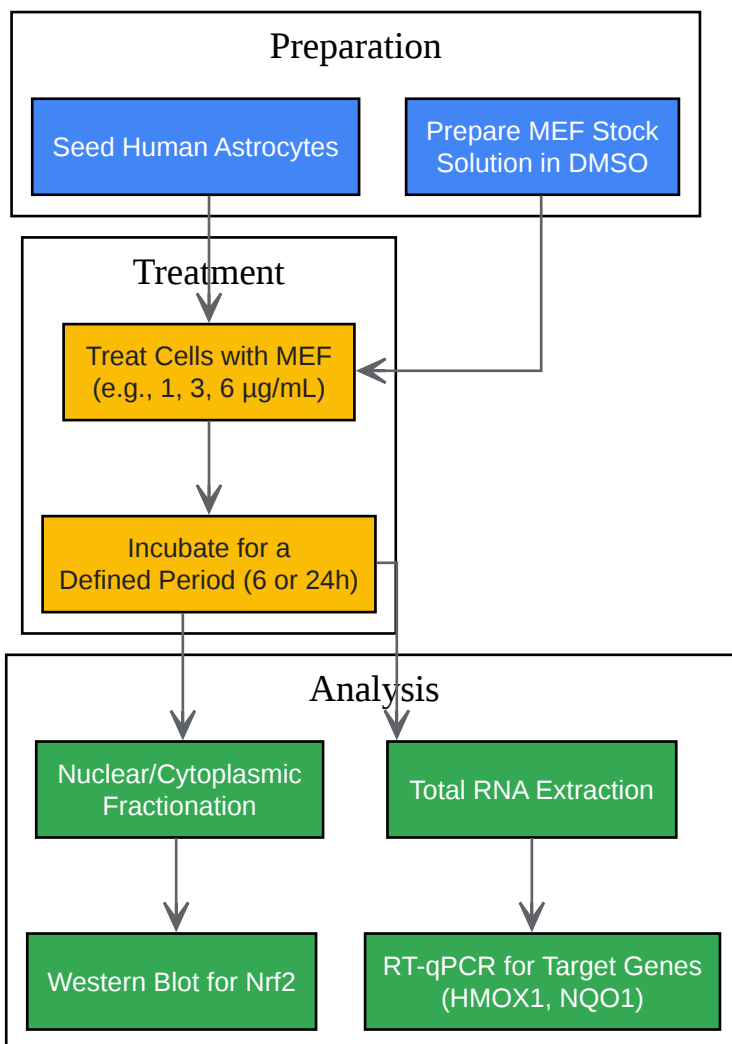 Preparation
Seed Human Astrocytes
Prepare MEF Stock
Solution in DMSO
Treatment
Treat Cells with MEF
(e.g., 1, 3, 6 µg/mL)
Incubate for a
Defined Period (6 or 24h)
Analysis
Nuclear/Cytoplasmic
Fractionation
Total RNA Extraction
Western Blot for Nrf2
RT-qPCR for Target Genes
(HMOX1, NQO1)